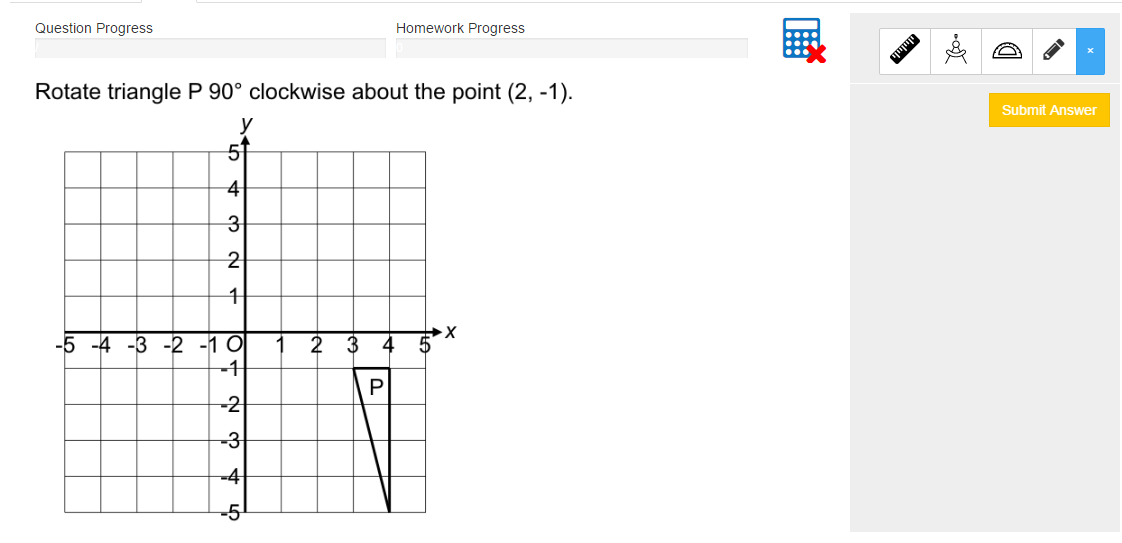 Question Progress
Homework Progress
Rotate triangle P 90° clockwise about the point (2, -1).
Submit Answer
y
5
4
3
2
1
-5 -4 -3 -2 -1 O 1 2 3 4 5 x
-1
P
-2
-3
-4
-5